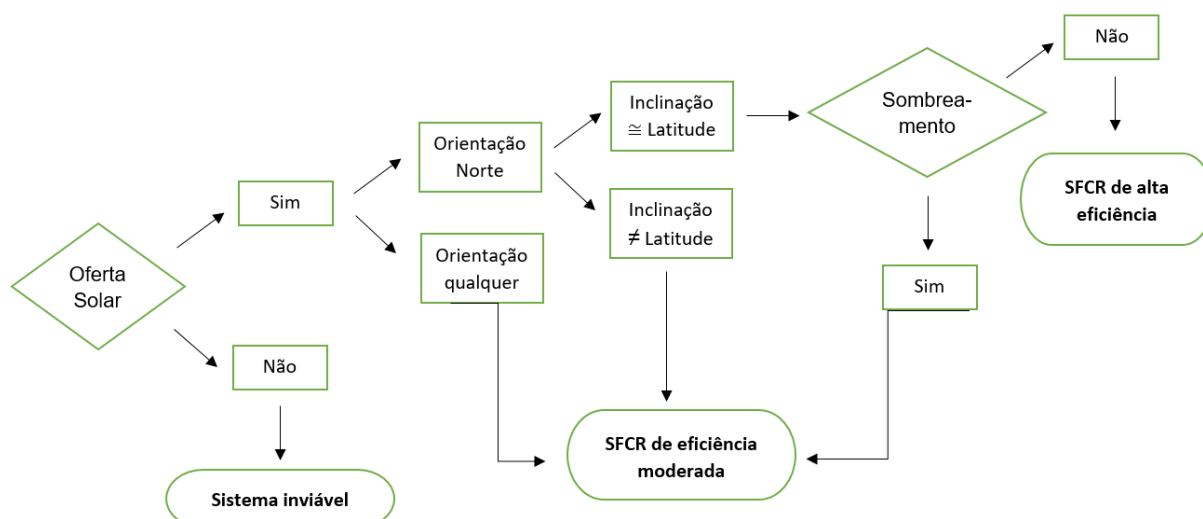 Oferta
Solar
Sim
Não
Sistema inviável
Orientação
Norte
Orientação
qualquer
Inclinação
≅ Latitude
Inclinação
≠ Latitude
SFCR de eficiência
moderada
Sombrea-
mento
Sim
Não
SFCR de alta
eficiência